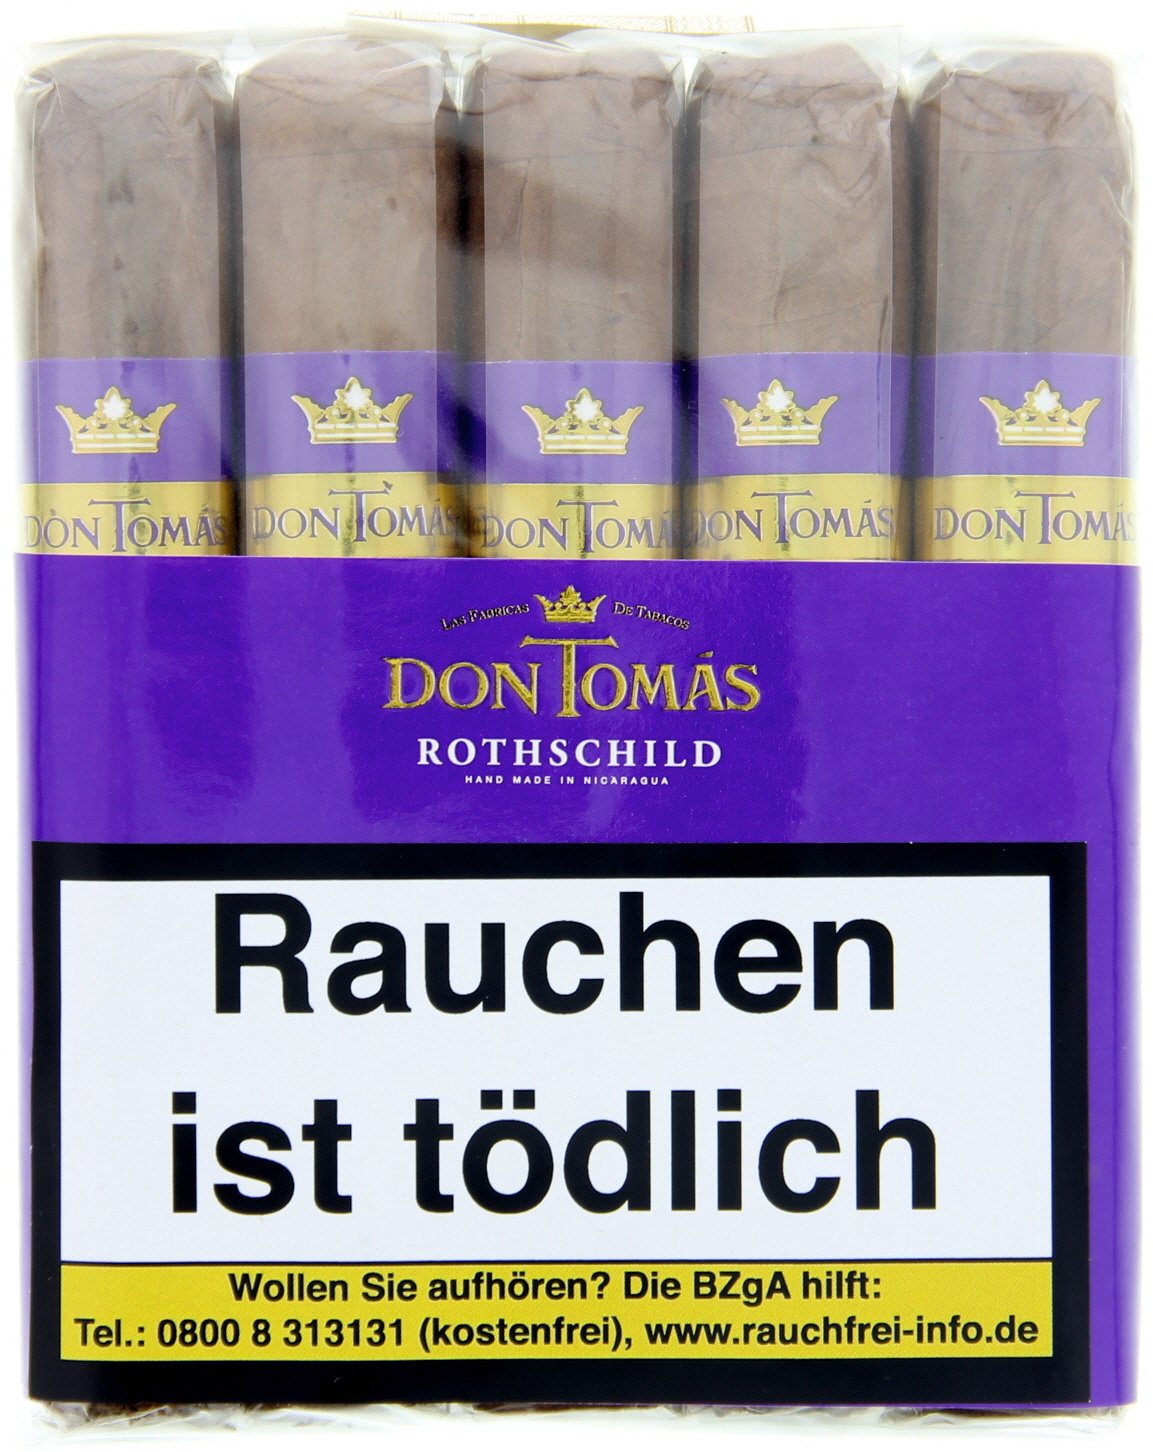 DON TOMÁS DON TOMÁS DON TOMÁS DON TOMÁS DON TOMÁS
LAS FABRICAS DE TABACOS
DON TOMÁS
ROTHSCHILD
HAND MADE IN NICARAGUA
Rauchen
ist tödlich
Wollen Sie aufhören? Die BZgA hilft:
Tel.: 0800 8 313131 (kostenfrei), www.rauchfrei-info.de